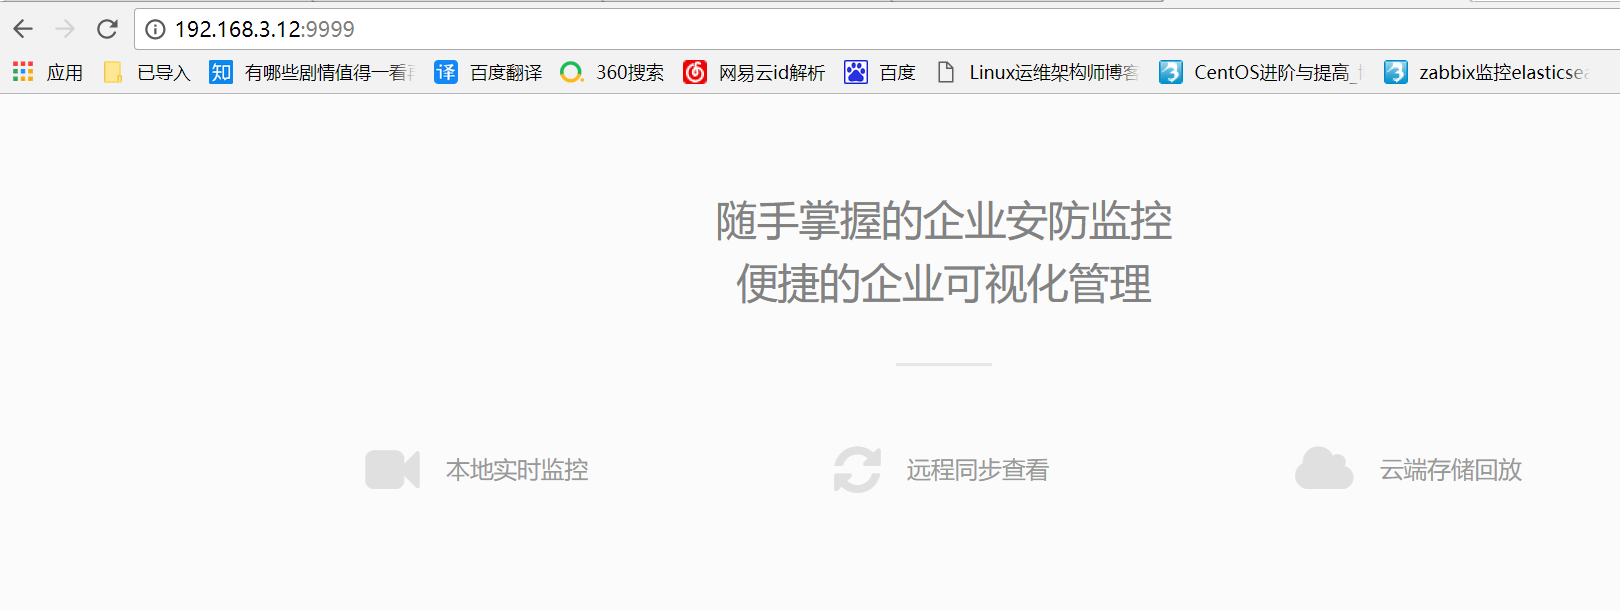 192.168.3.12:9999
应用 已导入 知 有哪些剧情值得一看 译 百度翻译 360搜索 网易云id解析 百度 Linux运维架构师博客 CentOS进阶与提高_ zabbix监控elasticsea
随手掌握的企业安防监控
便捷的企业可视化管理
本地实时监控 远程同步查看 云端存储回放